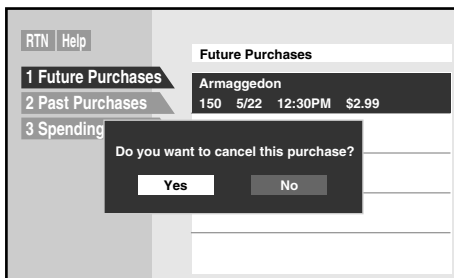 RTN Help
Future Purchases
1 Future Purchases
2 Past Purchases
3 Spending
Armaggedon
150 5/22 12:30PM $2.99
Do you want to cancel this purchase?
Yes No